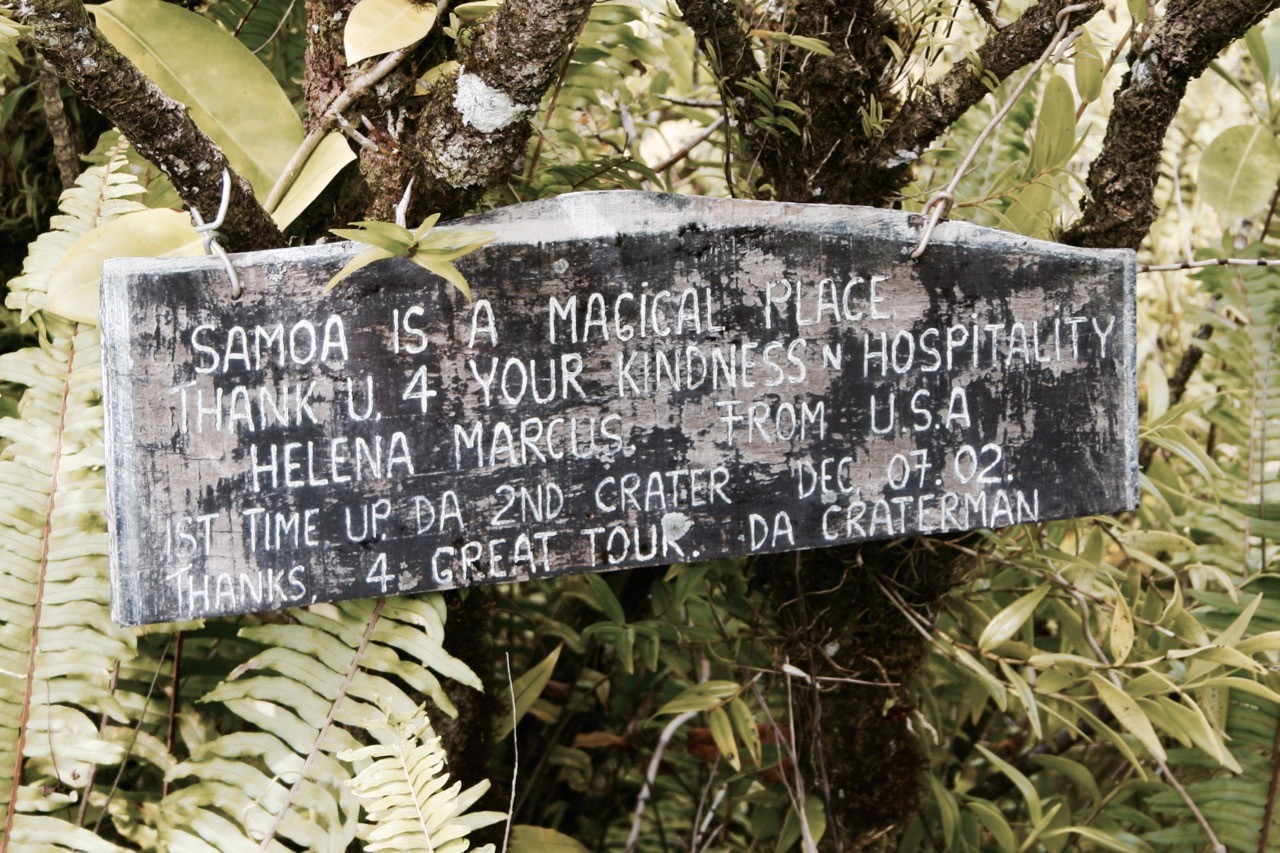 SAMOA IS A MAGiCAL PLACE
THANK U. 4 YOUR KINDNESS N HOSPiTALiTY
HELENA MARCUS. FROM U.S.A
1ST TIME UP. DA 2ND CRATER DEC. 07. 02.
THANKS, 4 GREAT TOUR. DA CRATERMAN